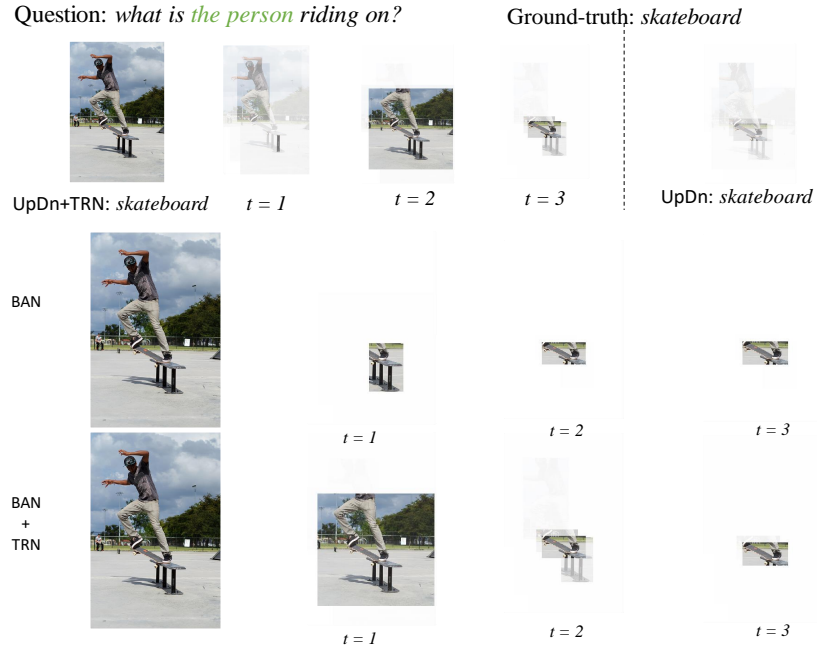 Question: what is the person riding on?
Ground-truth: skateboard
UpDn+TRN: skateboard
t = 1
t = 2
t = 3
UpDn: skateboard
BAN
t = 1
t = 2
t = 3
BAN
+
TRN
t = 1
t = 2
t = 3